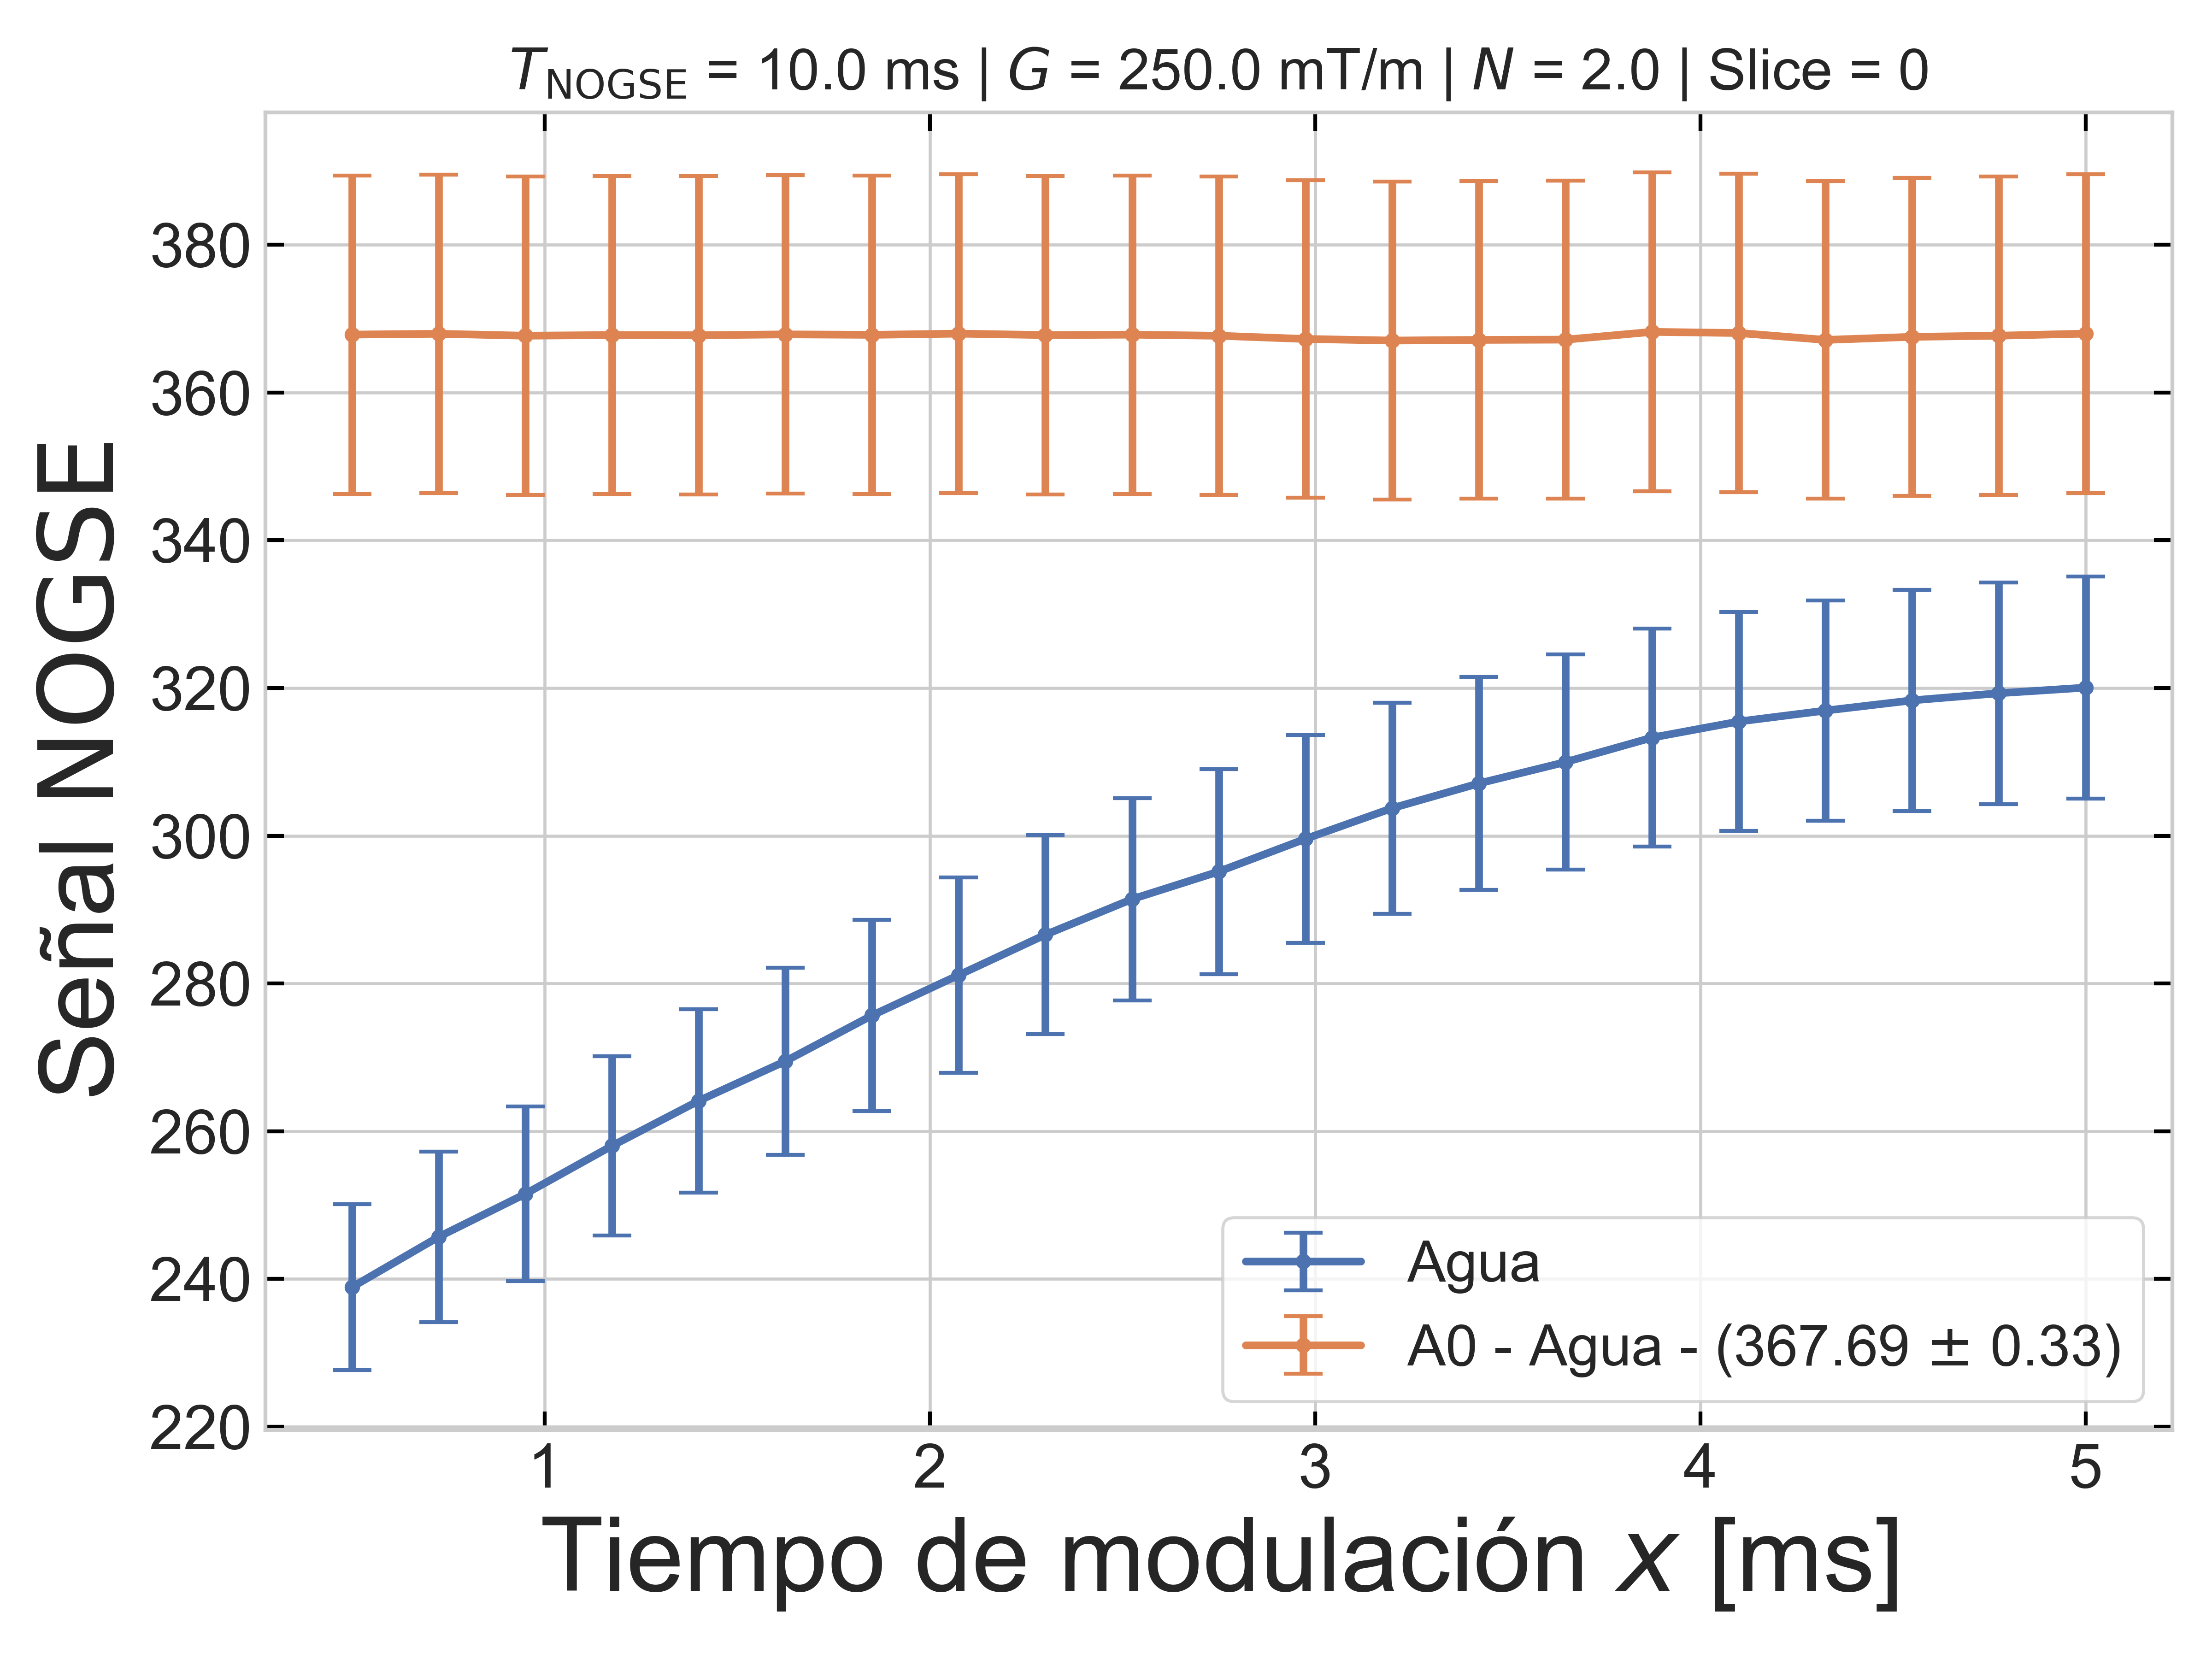 T_NOGSE = 10.0 ms | G = 250.0 mT/m | N = 2.0 | Slice = 0
Señal NOGSE
380
360
340
320
300
280
260
240
220
Agua
A0 - Agua - (367.69 ± 0.33)
1 2 3 4 5
Tiempo de modulación x [ms]